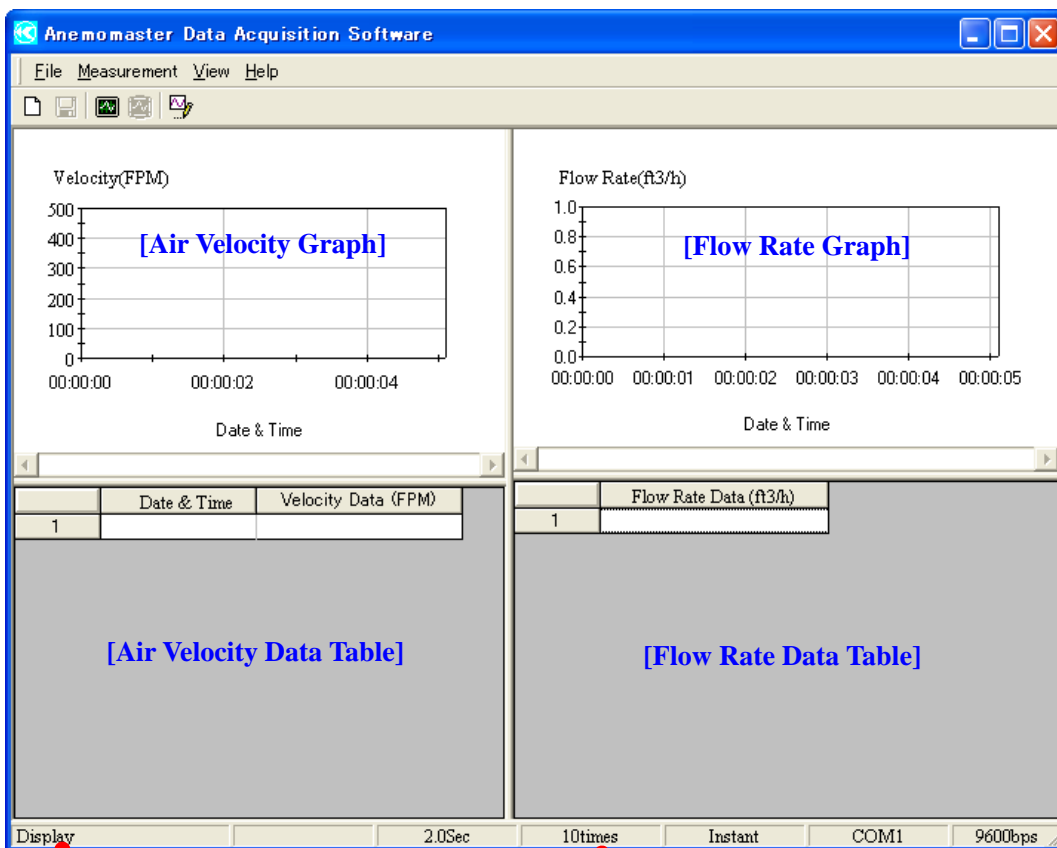 Anemomaster Data Acquisition Software
File Measurement View Help
Velocity(FPM)
500
400
300
200
100
0
[Air Velocity Graph]
00:00:00 00:00:02 00:00:04
Date & Time
Flow Rate(ft3/h)
1.0
0.8
0.6
0.4
0.2
0.0
[Flow Rate Graph]
00:00:00 00:00:01 00:00:02 00:00:03 00:00:04 00:00:05
Date & Time
Date & Time Velocity Data (FPM)
1
[Air Velocity Data Table]
Flow Rate Data (ft3/h)
1
[Flow Rate Data Table]
Display 2.0Sec 10times Instant COM1 9600bps